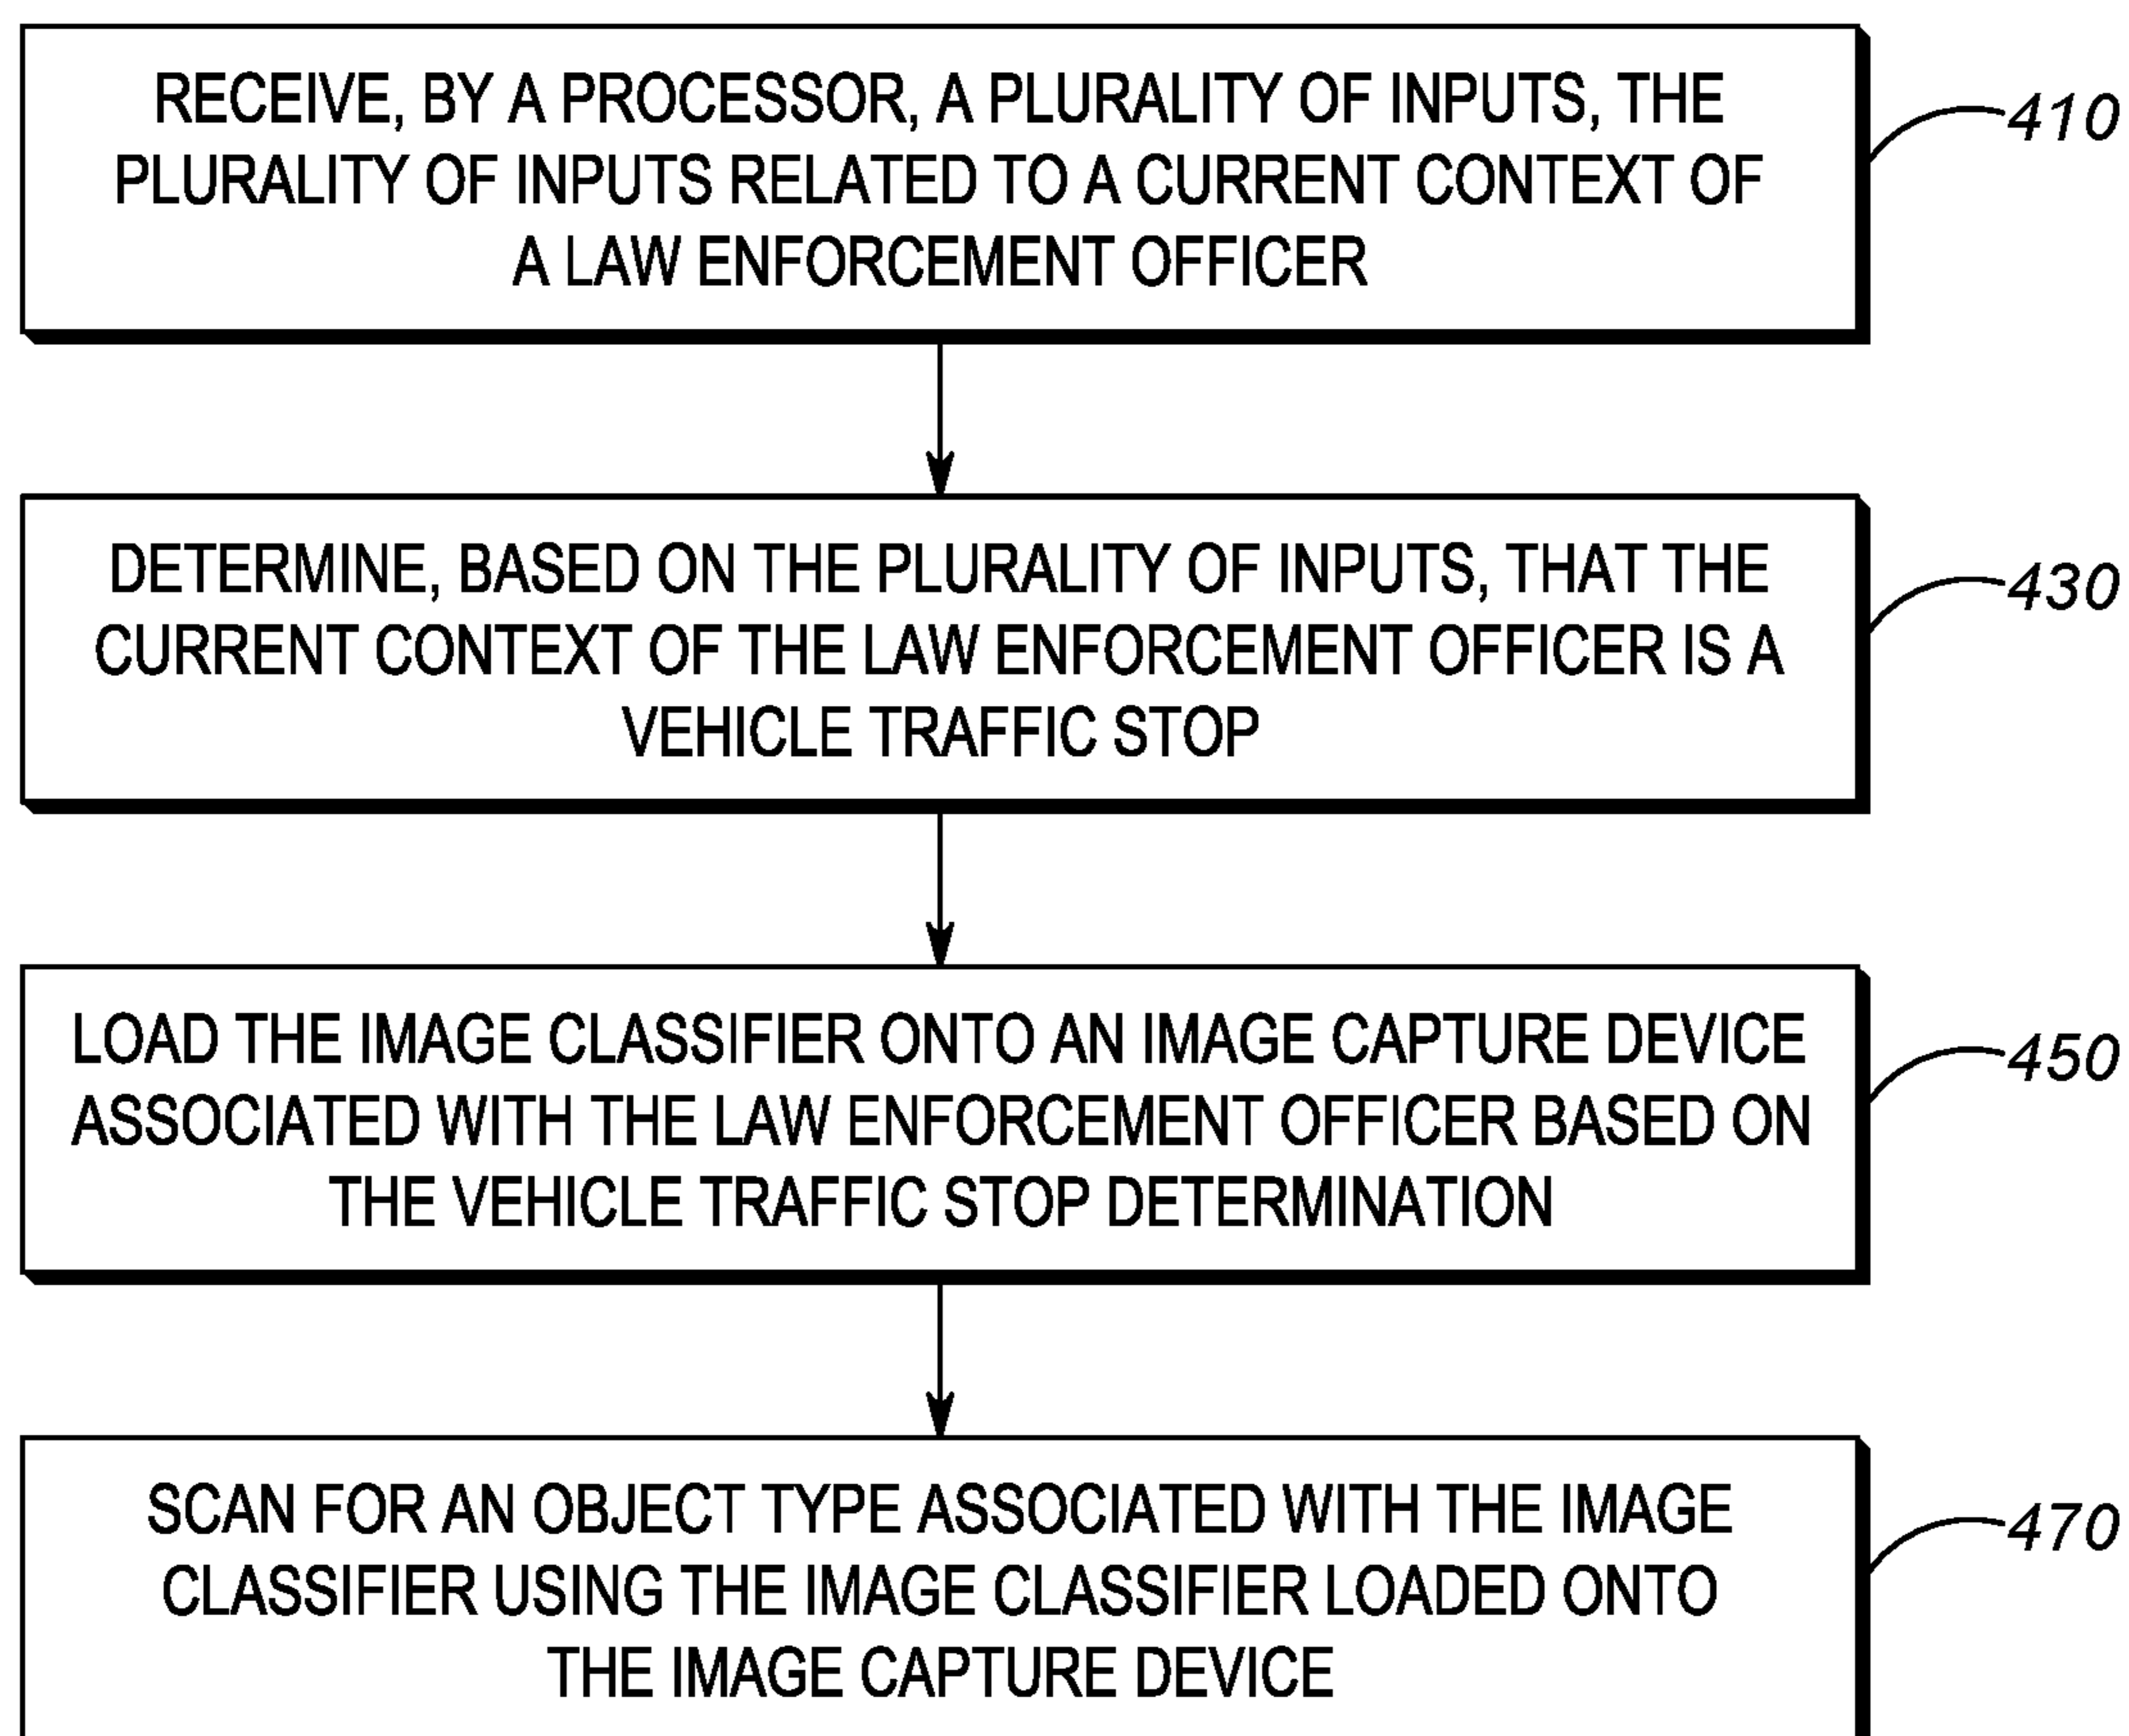 RECEIVE, BY A PROCESSOR, A PLURALITY OF INPUTS, THE
PLURALITY OF INPUTS RELATED TO A CURRENT CONTEXT OF
A LAW ENFORCEMENT OFFICER
410
DETERMINE, BASED ON THE PLURALITY OF INPUTS, THAT THE
CURRENT CONTEXT OF THE LAW ENFORCEMENT OFFICER IS A
VEHICLE TRAFFIC STOP
430
LOAD THE IMAGE CLASSIFIER ONTO AN IMAGE CAPTURE DEVICE
ASSOCIATED WITH THE LAW ENFORCEMENT OFFICER BASED ON
THE VEHICLE TRAFFIC STOP DETERMINATION
450
SCAN FOR AN OBJECT TYPE ASSOCIATED WITH THE IMAGE
CLASSIFIER USING THE IMAGE CLASSIFIER LOADED ONTO
THE IMAGE CAPTURE DEVICE
470